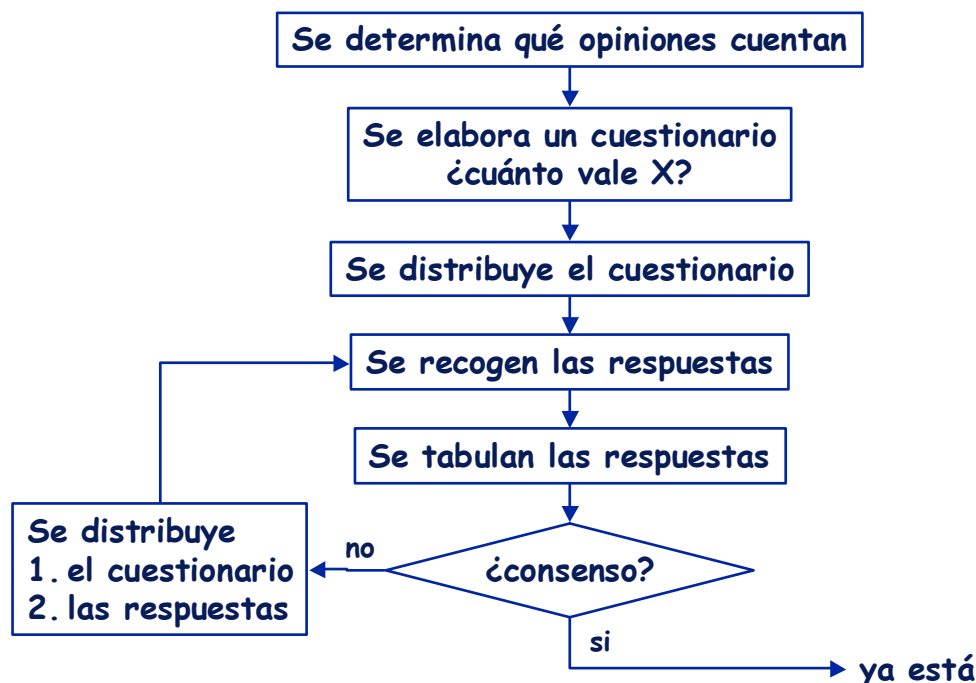 Se determina qué opiniones cuentan
Se elabora un cuestionario
¿cuánto vale X?
Se distribuye el cuestionario
Se recogen las respuestas
Se tabulan las respuestas
¿consenso?
no
Se distribuye
1. el cuestionario
2. las respuestas
si
ya está